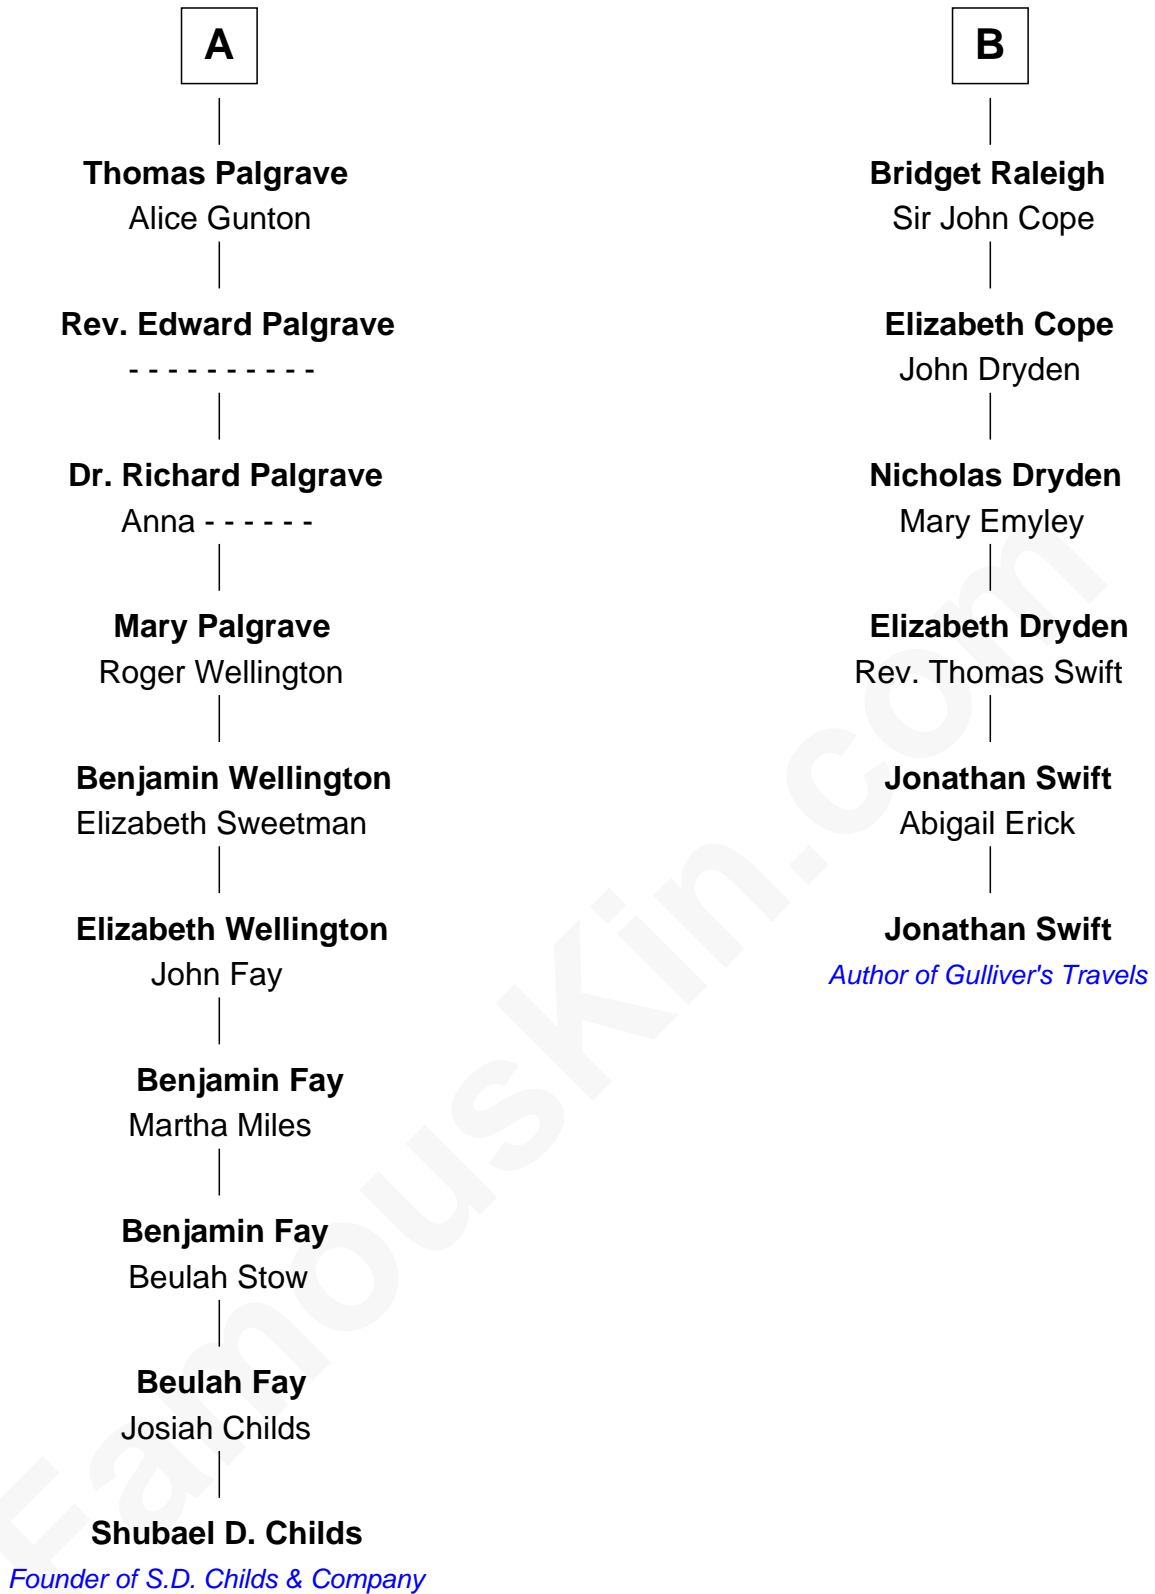 A
Thomas Palgrave
Alice Gunton
Rev. Edward Palgrave
- - - - - - - - - -
Dr. Richard Palgrave
Anna - - - - - -
Mary Palgrave
Roger Wellington
Benjamin Wellington
Elizabeth Sweetman
Elizabeth Wellington
John Fay
Benjamin Fay
Martha Miles
Benjamin Fay
Beulah Stow
Beulah Fay
Josiah Childs
Shubael D. Childs
Founder of S.D. Childs & Company
B
Bridget Raleigh
Sir John Cope
Elizabeth Cope
John Dryden
Nicholas Dryden
Mary Emyley
Elizabeth Dryden
Rev. Thomas Swift
Jonathan Swift
Abigail Erick
Jonathan Swift
Author of Gulliver's Travels
FamousKin.com